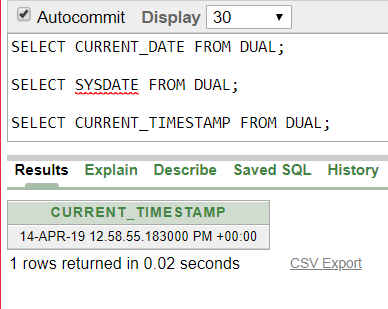 Autocommit Display 30
SELECT CURRENT_DATE FROM DUAL;
SELECT SYSDATE FROM DUAL;
SELECT CURRENT_TIMESTAMP FROM DUAL;
Results Explain Describe Saved SQL History
CURRENT_TIMESTAMP
14-APR-19 12.58.55.183000 PM +00:00
1 rows returned in 0.02 seconds CSV Export